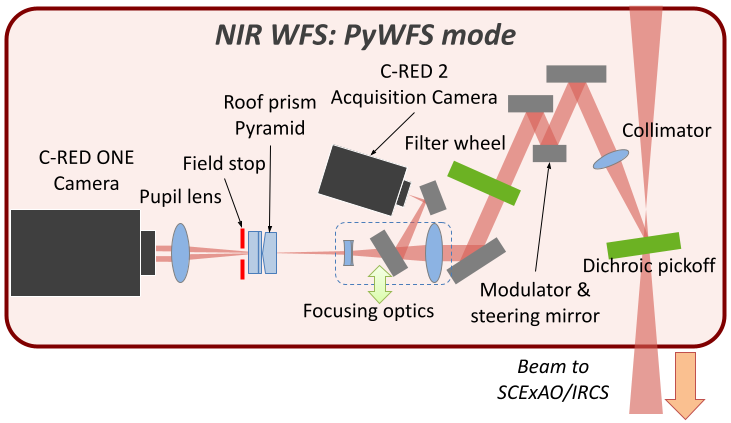 NIR WFS: PyWFS mode
C-RED 2
Acquisition Camera
Roof prism
Pyramid
Collimator
Filter wheel
C-RED ONE
Camera
Field stop
Pupil lens
Dichroic pickoff
Modulator &
steering mirror
Focusing optics
Beam to
SCExAO/IRCS